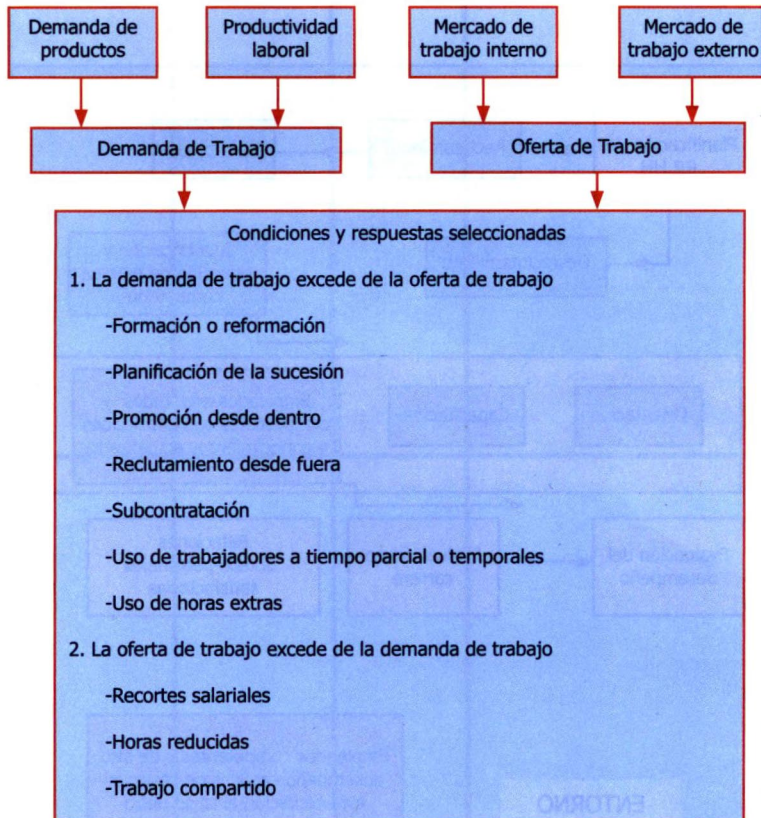 Demanda de
productos
Productividad
laboral
Mercado de
trabajo interno
Mercado de
trabajo externo
Demanda de Trabajo
Oferta de Trabajo
Condiciones y respuestas seleccionadas
1. La demanda de trabajo excede de la oferta de trabajo
-Formación o reformación
-Planificación de la sucesión
-Promoción desde dentro
-Reclutamiento desde fuera
-Subcontratación
-Uso de trabajadores a tiempo parcial o temporales
-Uso de horas extras
2. La oferta de trabajo excede de la demanda de trabajo
-Recortes salariales
-Horas reducidas
-Trabajo compartido
ENTORNO